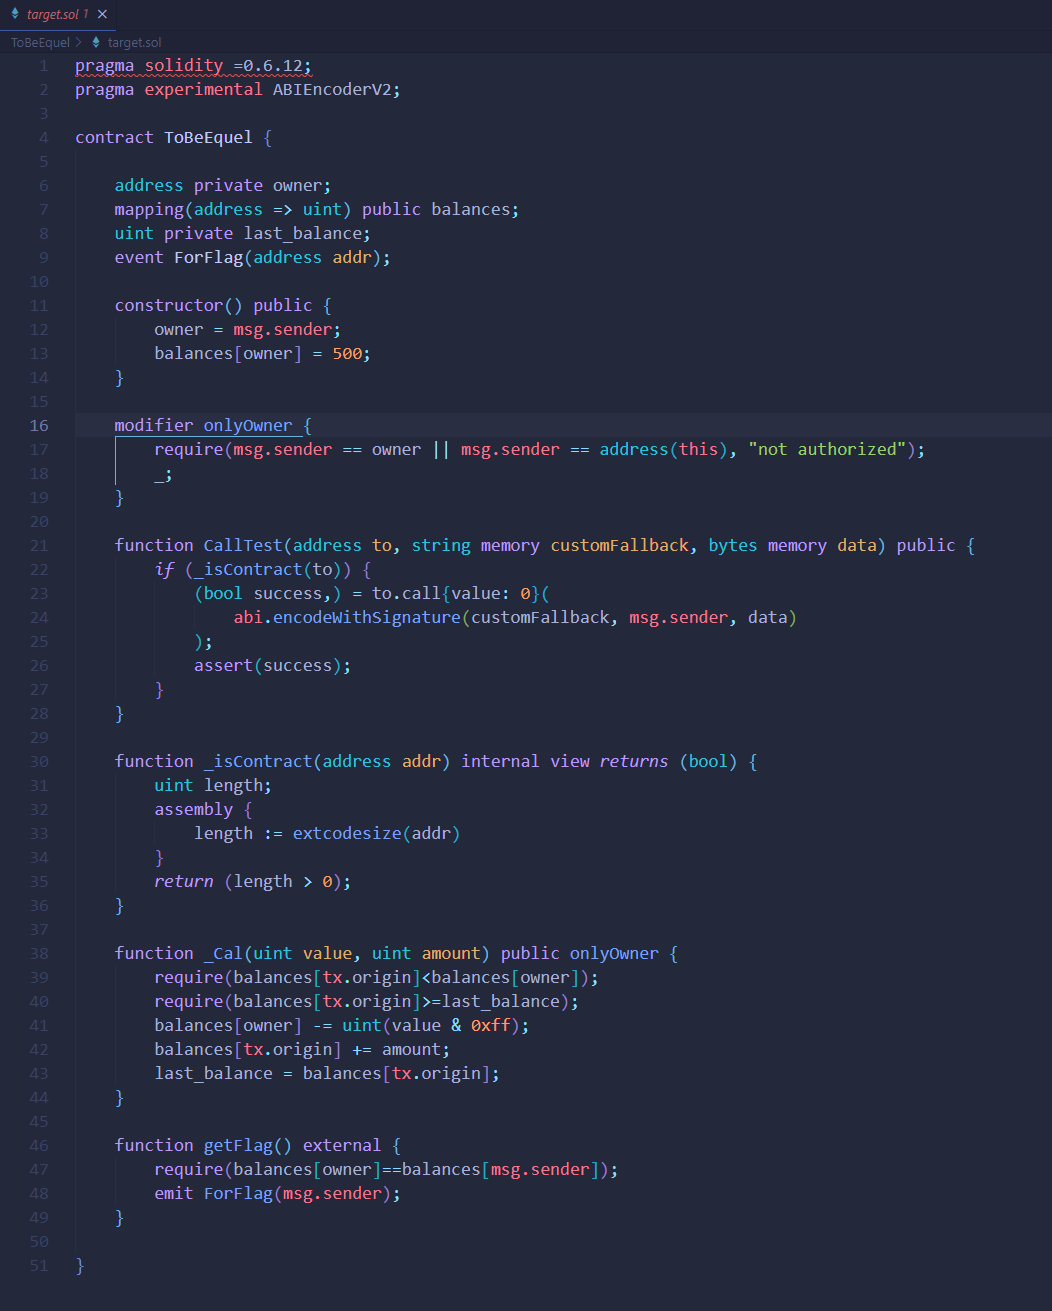 target.sol 1 ×
ToBeEquel > target.sol
1 pragma solidity =0.6.12;
2 pragma experimental ABIEncoderV2;
3
4 contract ToBeEquel {
5
6 address private owner;
7 mapping(address => uint) public balances;
8 uint private last_balance;
9 event ForFlag(address addr);
10
11 constructor() public {
12 owner = msg.sender;
13 balances[owner] = 500;
14 }
15
16 modifier onlyOwner {
17 require(msg.sender == owner || msg.sender == address(this), "not authorized");
18 _;
19 }
20
21 function CallTest(address to, string memory customFallback, bytes memory data) public {
22 if (_isContract(to)) {
23 (bool success,) = to.call{value: 0}(
24 abi.encodeWithSignature(customFallback, msg.sender, data)
25 );
26 assert(success);
27 }
28 }
29
30 function _isContract(address addr) internal view returns (bool) {
31 uint length;
32 assembly {
33 length := extcodesize(addr)
34 }
35 return (length > 0);
36 }
37
38 function _Cal(uint value, uint amount) public onlyOwner {
39 require(balances[tx.origin]<balances[owner]);
40 require(balances[tx.origin]>=last_balance);
41 balances[owner] -= uint(value & 0xff);
42 balances[tx.origin] += amount;
43 last_balance = balances[tx.origin];
44 }
45
46 function getFlag() external {
47 require(balances[owner]==balances[msg.sender]);
48 emit ForFlag(msg.sender);
49 }
50
51 }